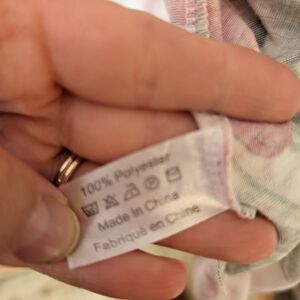 100% Polyester
Made in China
Fabriqué en Chine